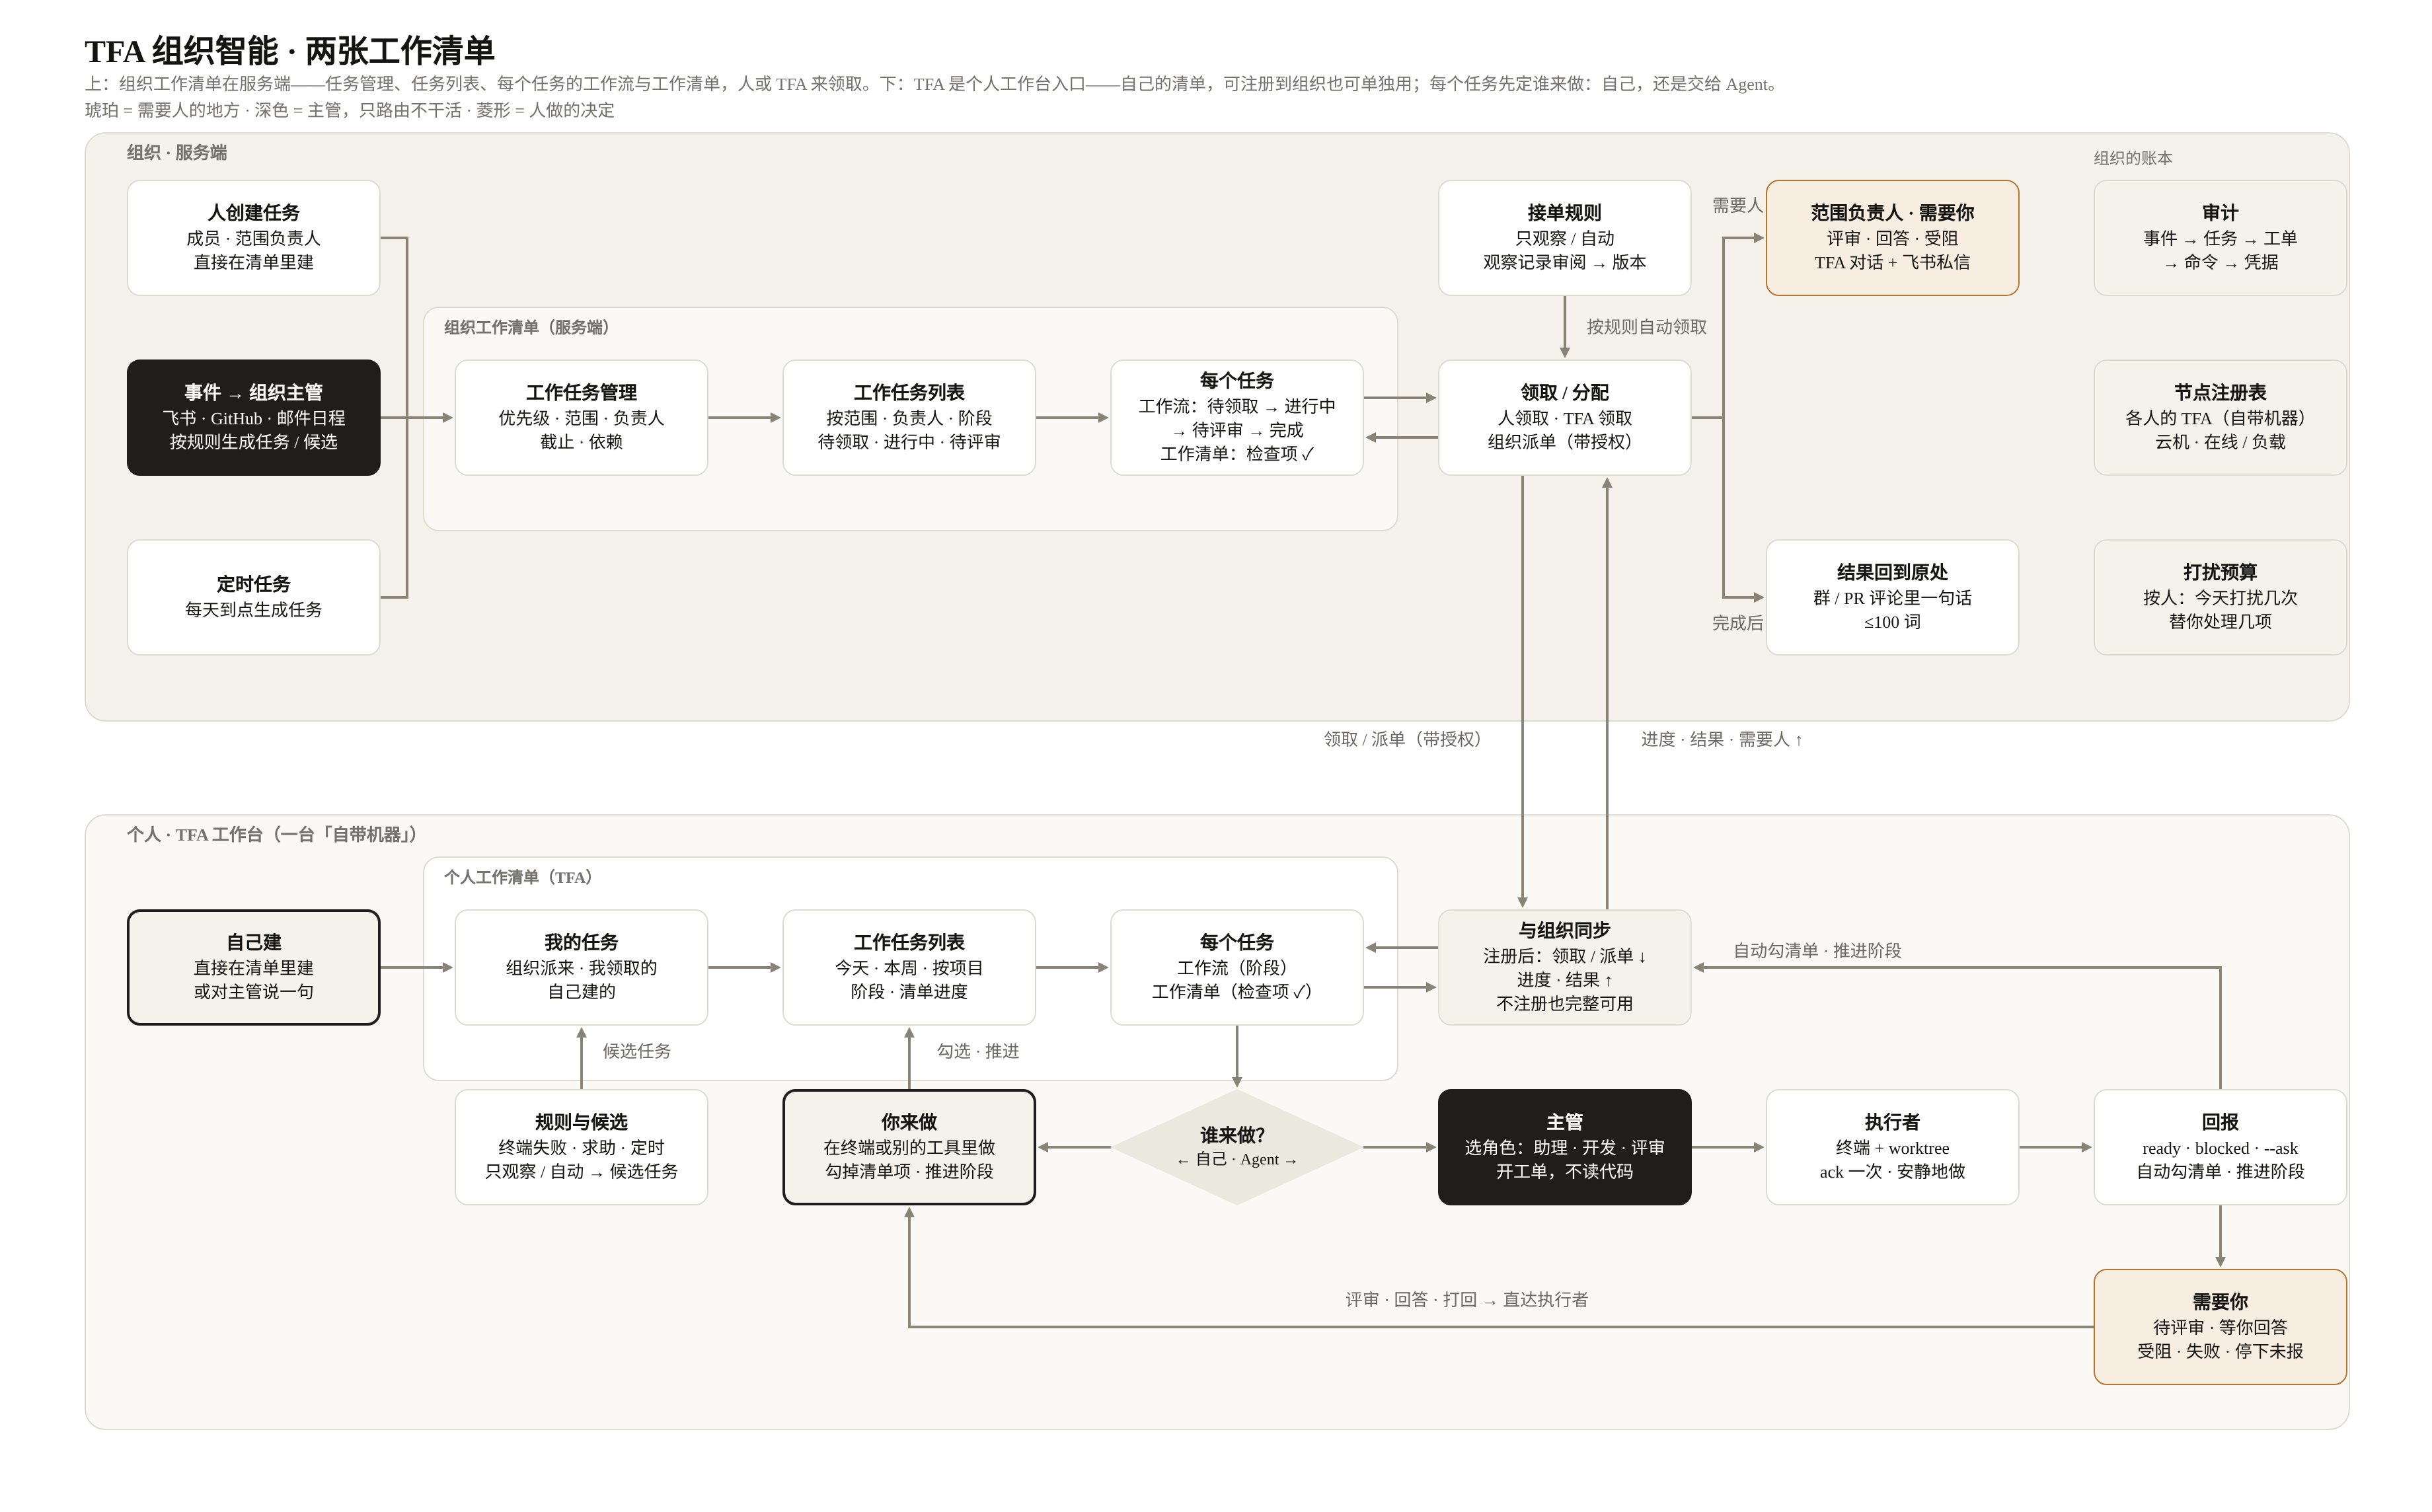 TFA 组织智能 · 两张工作清单
上：组织工作清单在服务端——任务管理、任务列表、每个任务的工作流与工作清单，人或 TFA 来领取。下：TFA 是个人工作台入口——自己的清单，可注册到组织也可单独用；每个任务先定谁来做：自己，还是交给 Agent。
琥珀 = 需要人的地方 · 深色 = 主管，只路由不干活 · 菱形 = 人做的决定
组织 · 服务端
组织的账本
人创建任务
成员 · 范围负责人
直接在清单里建
接单规则
只观察 / 自动
观察记录审阅 → 版本
需要人
范围负责人 · 需要你
评审 · 回答 · 受阻
TFA 对话 + 飞书私信
审计
事件 → 任务 → 工单
→ 命令 → 凭据
组织工作清单（服务端）
按规则自动领取
事件 → 组织主管
飞书 · GitHub · 邮件日程
按规则生成任务 / 候选
工作任务管理
优先级 · 范围 · 负责人
截止 · 依赖
工作任务列表
按范围 · 负责人 · 阶段
待领取 · 进行中 · 待评审
每个任务
工作流：待领取 → 进行中
→ 待评审 → 完成
工作清单：检查项 ✓
领取 / 分配
人领取 · TFA 领取
组织派单（带授权）
节点注册表
各人的 TFA（自带机器）
云机 · 在线 / 负载
定时任务
每天到点生成任务
完成后
结果回到原处
群 / PR 评论里一句话
≤100 词
打扰预算
按人：今天打扰几次
替你处理几项
领取 / 派单（带授权）
进度 · 结果 · 需要人 ↑
个人 · TFA 工作台（一台「自带机器」）
个人工作清单（TFA）
自己建
直接在清单里建
或对主管说一句
我的任务
组织派来 · 我领取的
自己建的
工作任务列表
今天 · 本周 · 按项目
阶段 · 清单进度
每个任务
工作流（阶段）
工作清单（检查项 ✓）
与组织同步
注册后：领取 / 派单 ↓
进度 · 结果 ↑
不注册也完整可用
自动勾清单 · 推进阶段
候选任务
勾选 · 推进
规则与候选
终端失败 · 求助 · 定时
只观察 / 自动 → 候选任务
你来做
在终端或别的工具里做
勾掉清单项 · 推进阶段
谁来做？
← 自己 · Agent →
主管
选角色：助理 · 开发 · 评审
开工单，不读代码
执行者
终端 + worktree
ack 一次 · 安静地做
回报
ready · blocked · --ask
自动勾清单 · 推进阶段
评审 · 回答 · 打回 → 直达执行者
需要你
待评审 · 等你回答
受阻 · 失败 · 停下未报